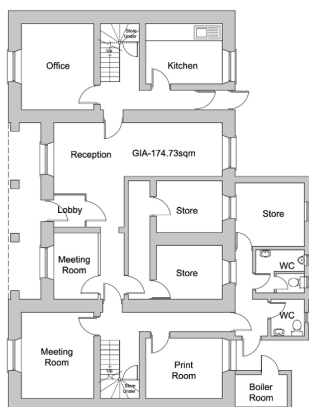 Store
Under
Up
Office
Kitchen
Reception
GIA-174.73sqm
Lobby
Store
Store
Meeting
Room
Store
WC
WC
Meeting
Room
Up
Print
Room
Store
Under
Boiler
Room